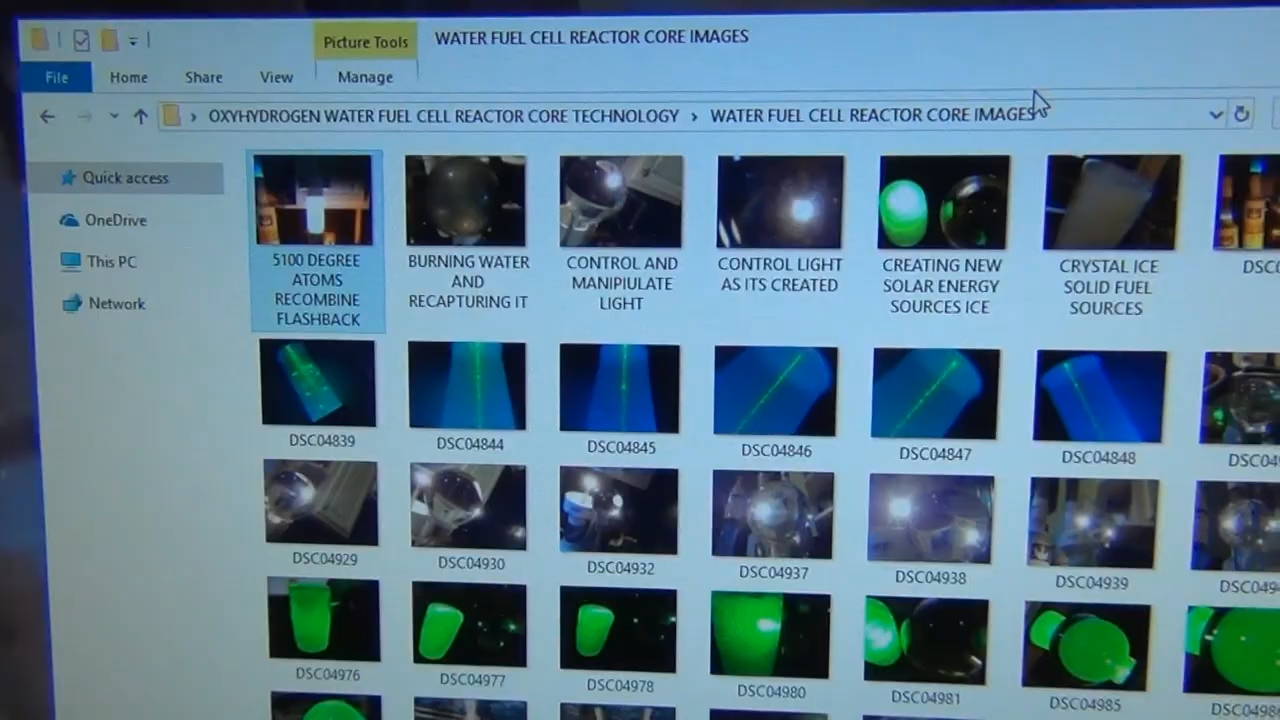 Picture Tools
WATER FUEL CELL REACTOR CORE IMAGES
File
Home
Share
View
Manage
OXYHYDROGEN WATER FUEL CELL REACTOR CORE TECHNOLOGY › WATER FUEL CELL REACTOR CORE IMAGES
Quick access
OneDrive
This PC
Network
5100 DEGREE
ATOMS
RECOMBINE
FLASHBACK
BURNING WATER
AND
RECAPTURING IT
CONTROL AND
MANIPIULATE
LIGHT
CONTROL LIGHT
AS ITS CREATED
CREATING NEW
SOLAR ENERGY
SOURCES ICE
CRYSTAL ICE
SOLID FUEL
SOURCES
DSC04839
DSC04844
DSC04845
DSC04846
DSC04847
DSC04848
DSC04929
DSC04930
DSC04932
DSC04937
DSC04938
DSC04939
DSC04976
DSC04977
DSC04978
DSC04980
DSC04981
DSC04985